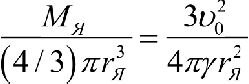 M_Я / ((4/3)πr_Я^3) = 3υ_0^2 / (4πγr_Я^2)